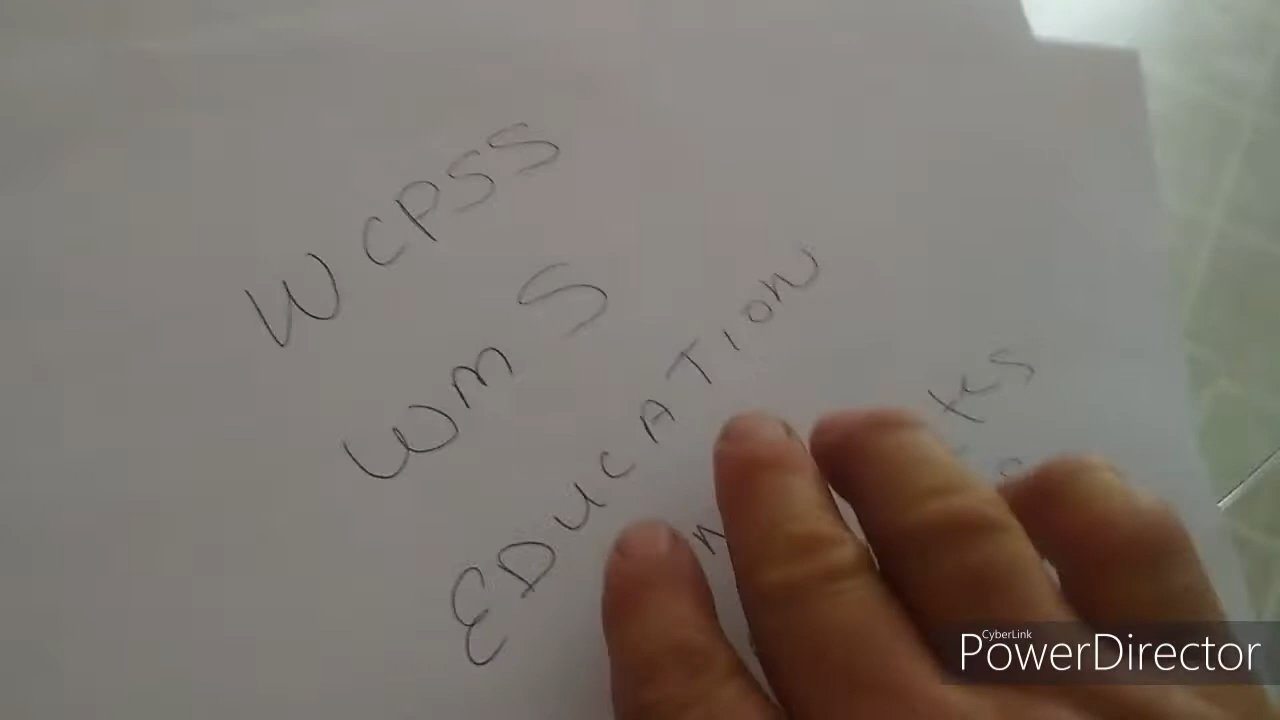 WCPSS
WMS
EDUCATION
CyberLink
PowerDirector